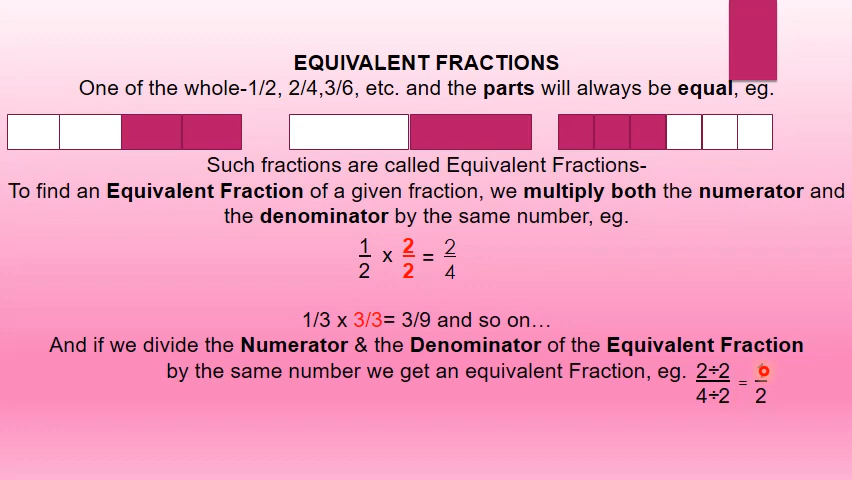 EQUIVALENT FRACTIONS
One of the whole-1/2, 2/4,3/6, etc. and the parts will always be equal, eg.
Such fractions are called Equivalent Fractions-
To find an Equivalent Fraction of a given fraction, we multiply both the numerator and
the denominator by the same number, eg.
1/2 x 2/2 = 2/4
1/3 x 3/3= 3/9 and so on…
And if we divide the Numerator & the Denominator of the Equivalent Fraction
by the same number we get an equivalent Fraction, eg. 2÷2/4÷2 = /2